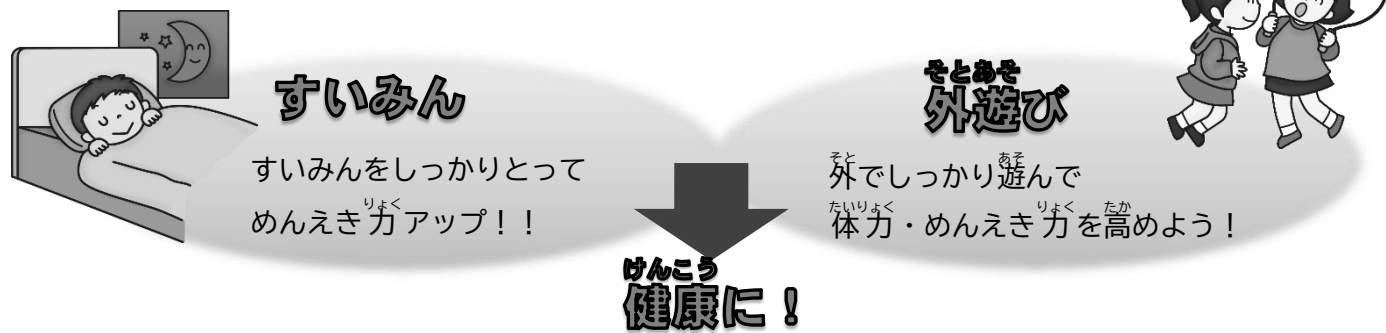 すいみん
すいみんをしっかりとって
りょく
めんえき力アップ！！
そとあそ
外遊び
そと あそ
外でしっかり遊んで
たいりょく りょく たか
体力・めんえき力を高めよう！
けんこう
健康に！